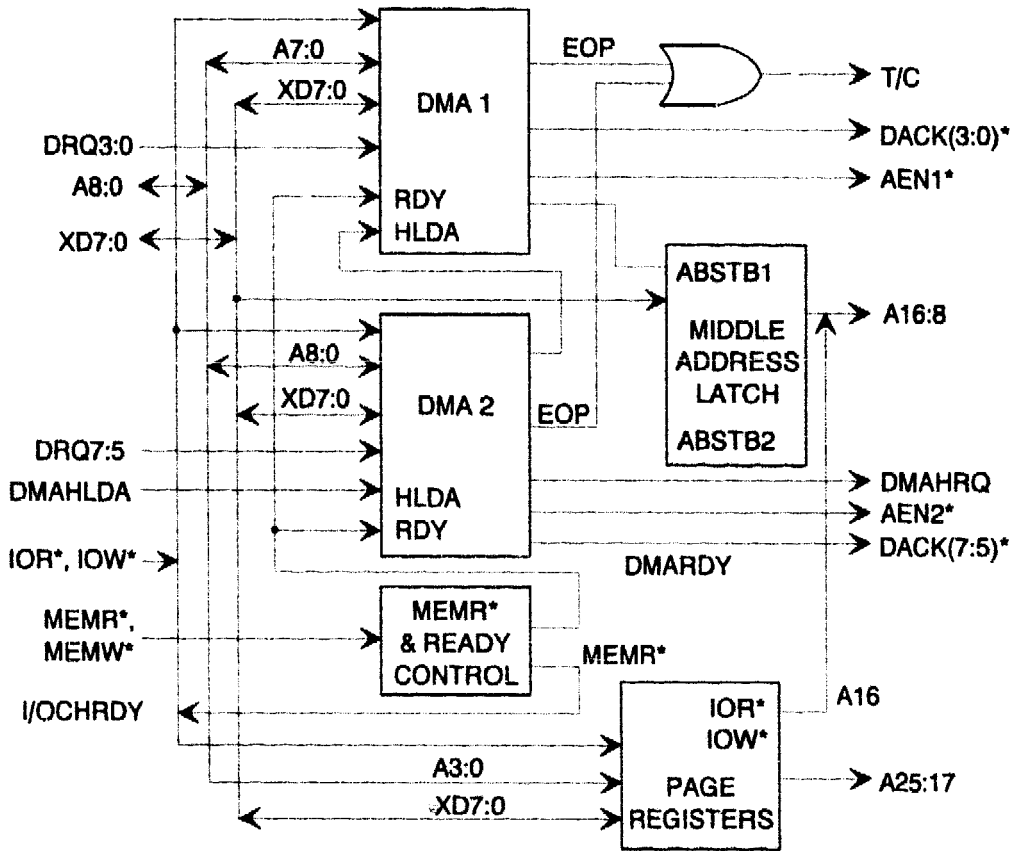 A7:0
EOP
T/C
XD7:0
DMA 1
DRQ3:0
DACK(3:0)*
A8:0
RDY
AEN1*
XD7:0
HLDA
ABSTB1
MIDDLE
ADDRESS
LATCH
A16:8
A8:0
XD7:0
DMA 2
EOP
ABSTB2
DRQ7:5
DMAHLDA
HLDA
DMAHRQ
RDY
AEN2*
DACK(7:5)*
IOR*, IOW*
DMARDY
MEMR*,
MEMW*
MEMR*
& READY
CONTROL
MEMR*
I/OCHRDY
IOR*
IOW*
A16
A3:0
PAGE
REGISTERS
A25:17
XD7:0